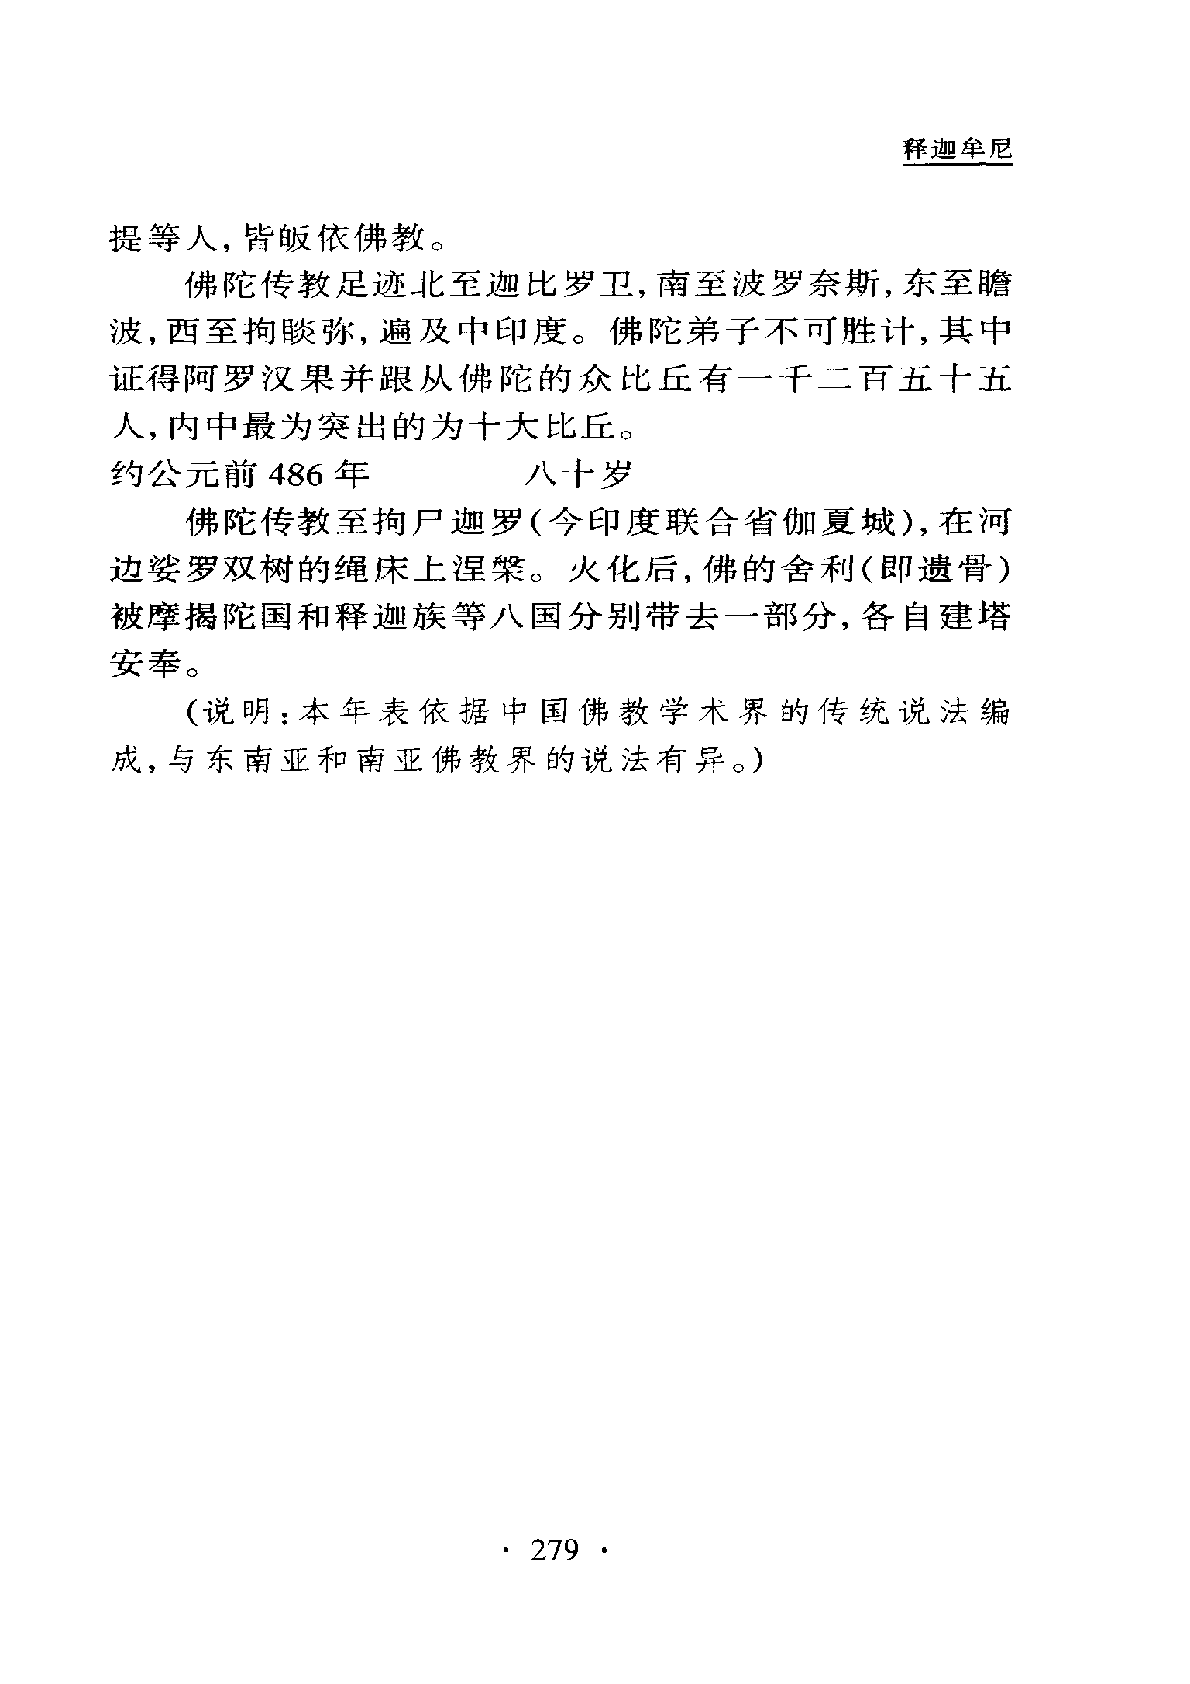 释迦牟尼
提等人,皆皈依佛教。
佛陀传教足迹北至迦比罗卫,南至波罗奈斯,东至瞻
波,西至拘睒弥,遍及中印度。佛陀弟子不可胜计,其中
证得阿罗汉果并跟从佛陀的众比丘有一千二百五十五
人,内中最为突出的为十大比丘。
约公元前 486 年 八十岁
佛陀传教至拘尸迦罗(今印度联合省伽夏城),在河
边娑罗双树的绳床上涅槃。火化后,佛的舍利(即遗骨)
被摩揭陀国和释迦族等八国分别带去一部分,各自建塔
安奉。
(说明:本年表依据中国佛教学术界的传统说法编
成,与东南亚和南亚佛教界的说法有异。)
· 279 ·